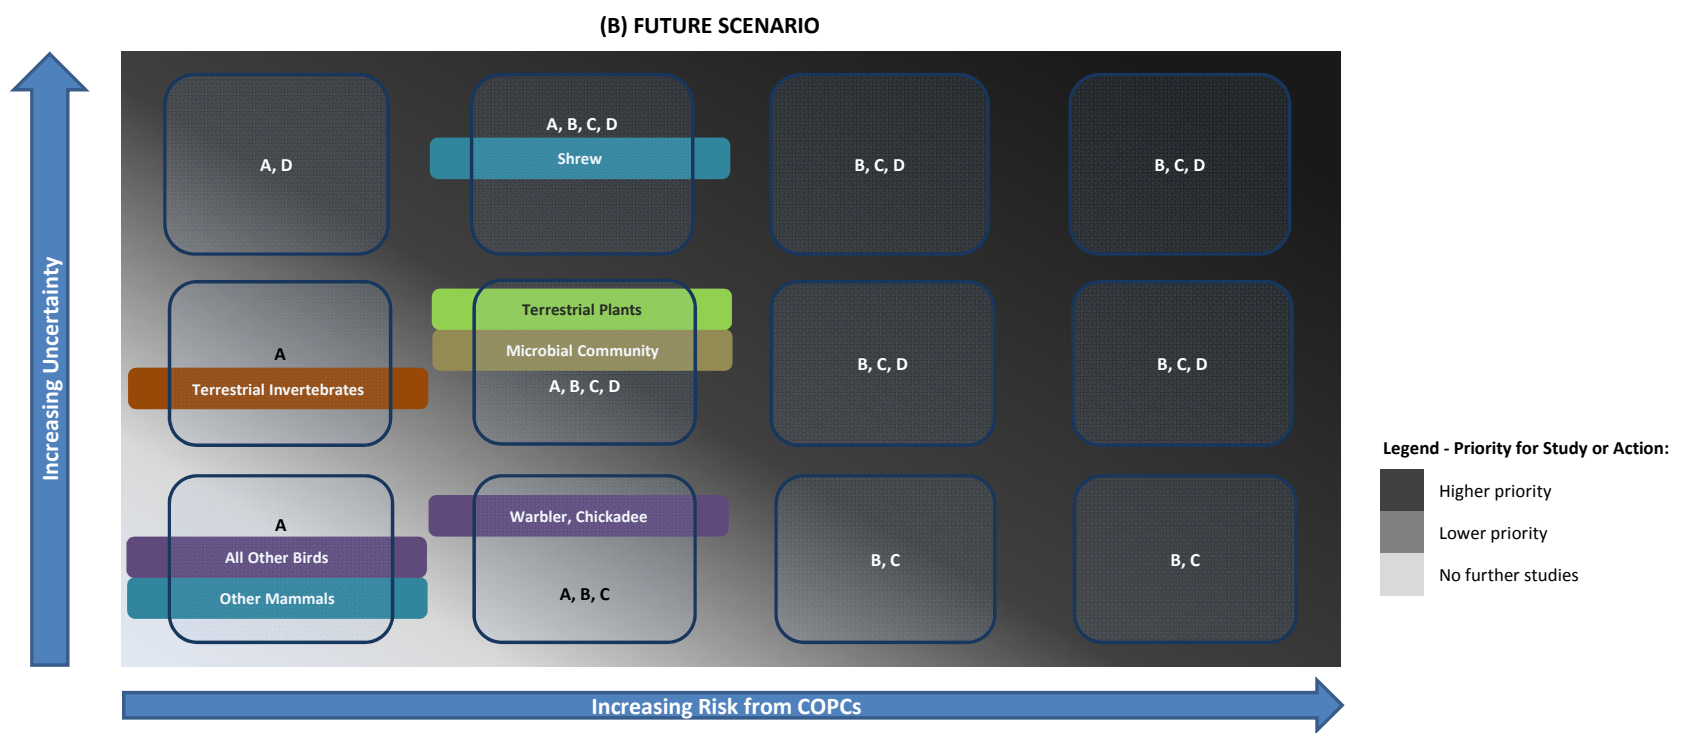 (B) FUTURE SCENARIO
Increasing Uncertainty
A, D
A, B, C, D
Shrew
B, C, D
B, C, D
A
Terrestrial Invertebrates
Terrestrial Plants
Microbial Community
A, B, C, D
B, C, D
B, C, D
A
All Other Birds
Other Mammals
Warbler, Chickadee
A, B, C
B, C
B, C
Increasing Risk from COPCs
Legend - Priority for Study or Action:
Higher priority
Lower priority
No further studies